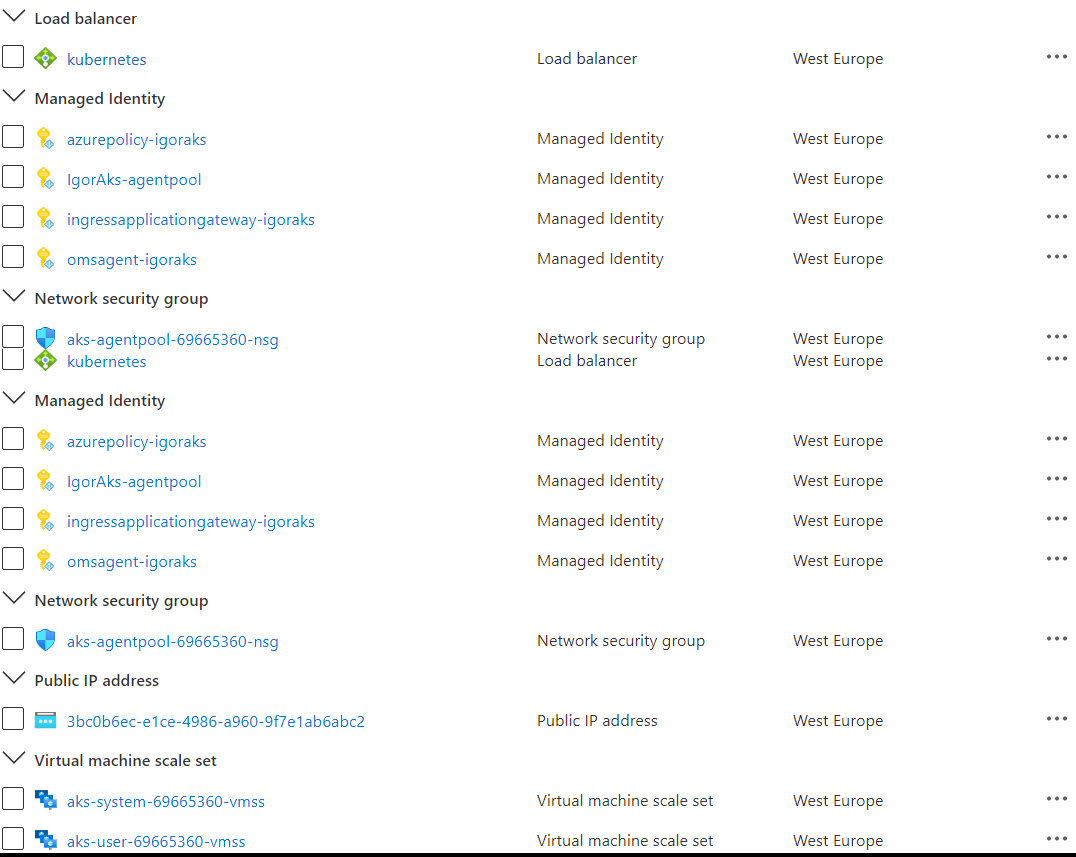 Load balancer
kubernetes Load balancer West Europe
Managed Identity
azurepolicy-igoraks Managed Identity West Europe
IgorAks-agentpool Managed Identity West Europe
ingressapplicationgateway-igoraks Managed Identity West Europe
omsagent-igoraks Managed Identity West Europe
Network security group
aks-agentpool-69665360-nsg Network security group West Europe
kubernetes Load balancer West Europe
Managed Identity
azurepolicy-igoraks Managed Identity West Europe
IgorAks-agentpool Managed Identity West Europe
ingressapplicationgateway-igoraks Managed Identity West Europe
omsagent-igoraks Managed Identity West Europe
Network security group
aks-agentpool-69665360-nsg Network security group West Europe
Public IP address
3bc0b6ec-e1ce-4986-a960-9f7e1ab6abc2 Public IP address West Europe
Virtual machine scale set
aks-system-69665360-vmss Virtual machine scale set West Europe
aks-user-69665360-vmss Virtual machine scale set West Europe